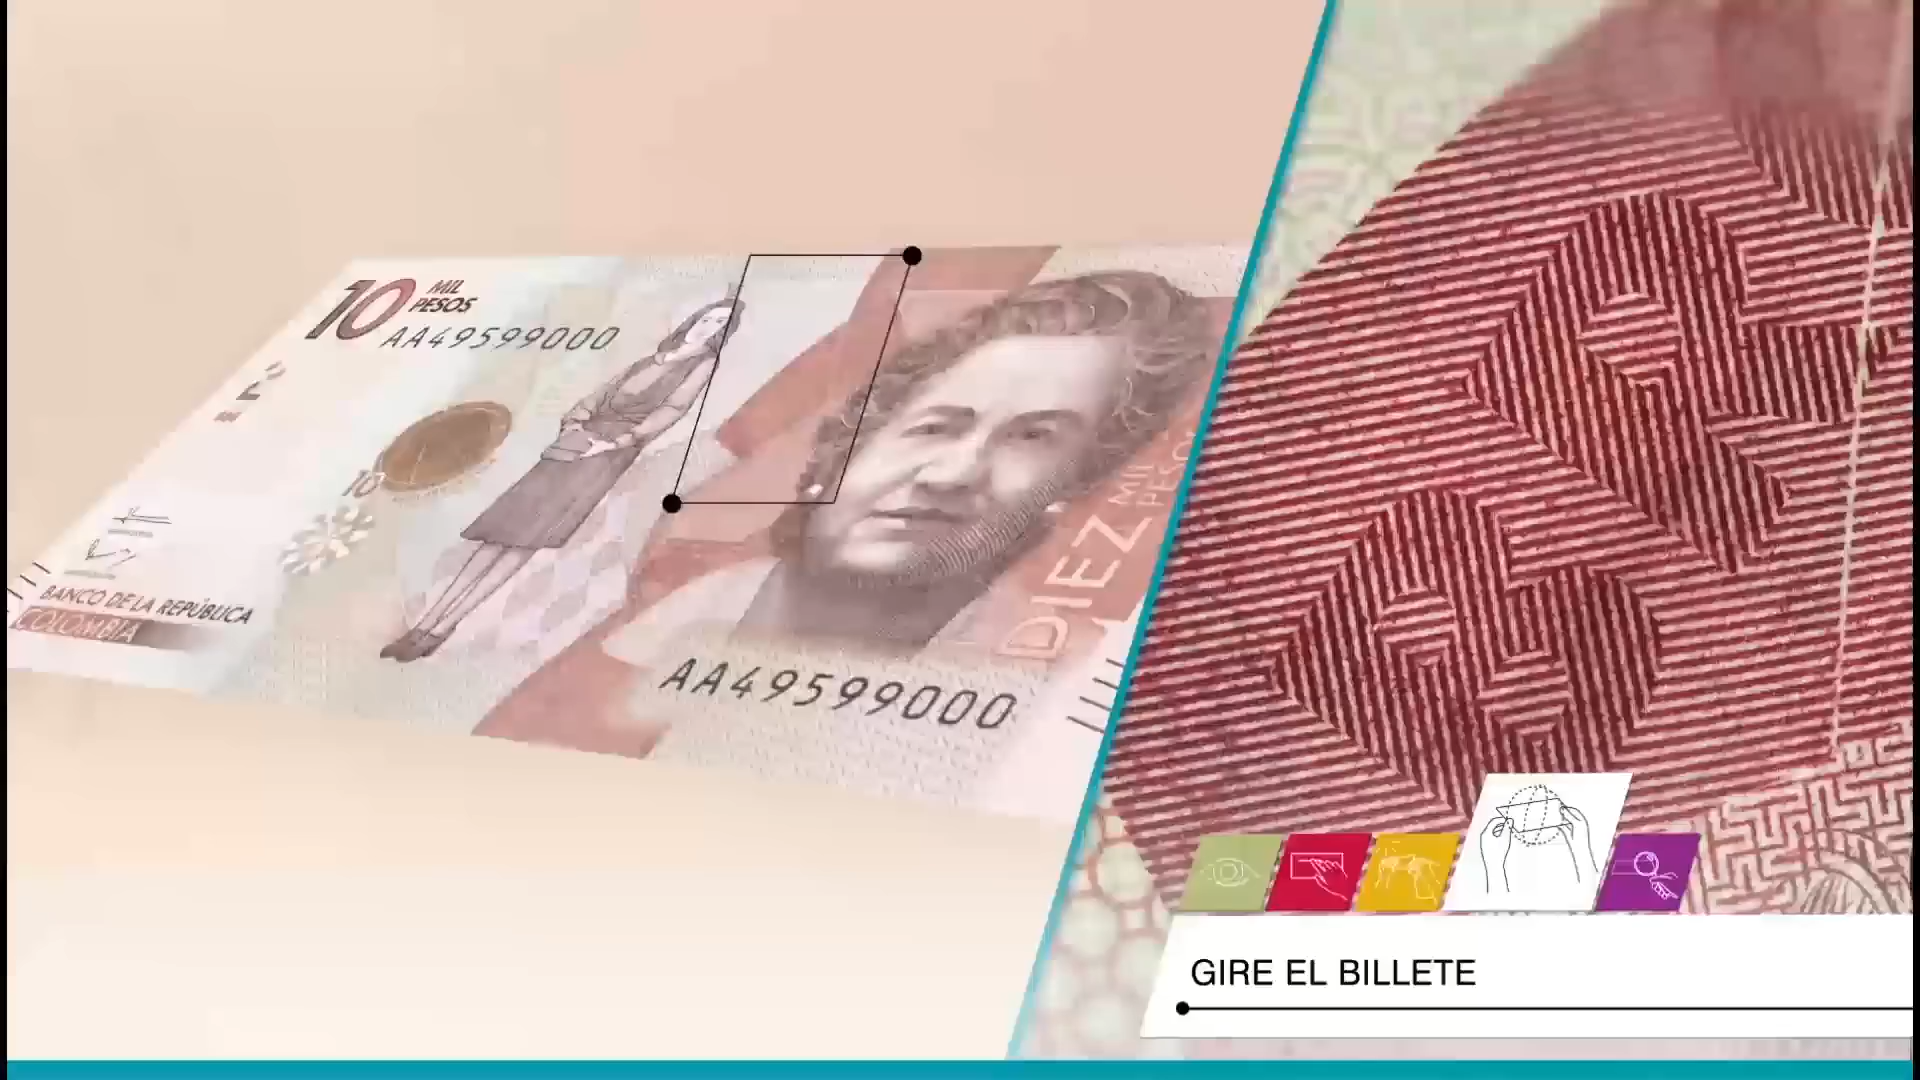 10 MIL
PESOS
AA49599000
10
BANCO DE LA REPÚBLICA
COLOMBIA
DIEZ MIL
PESOS
AA49599000
GIRE EL BILLETE